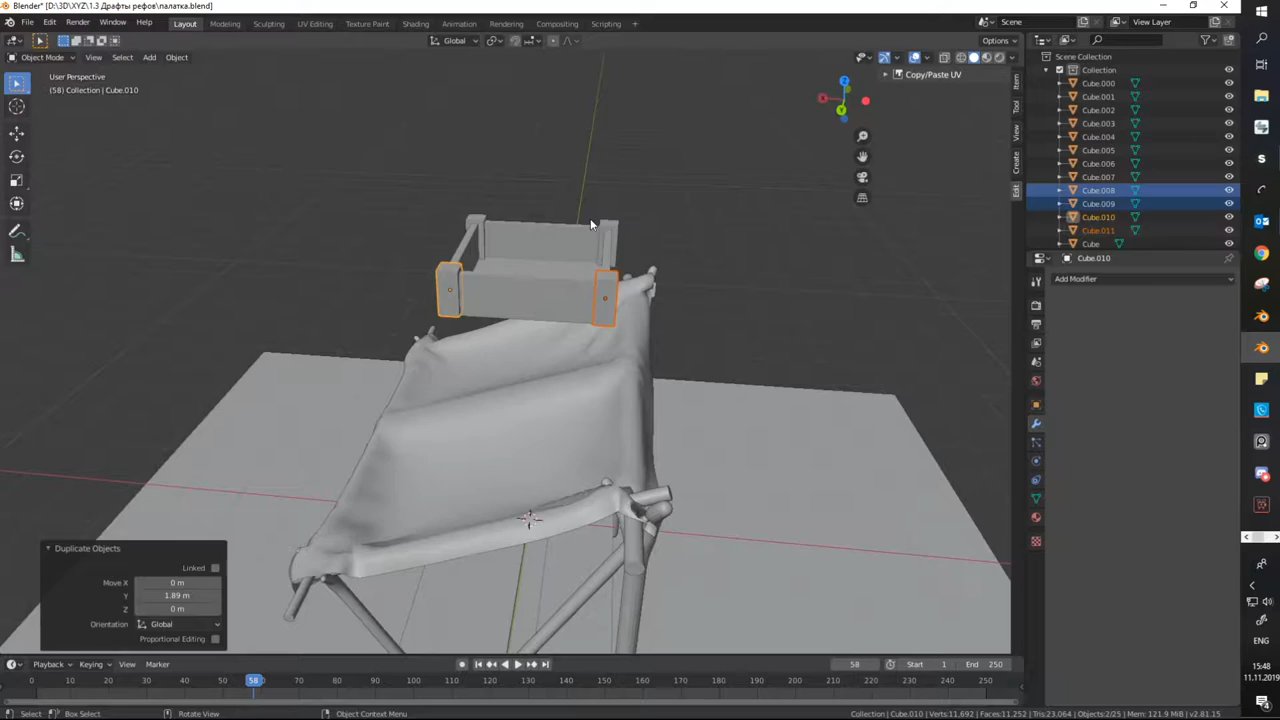 Blender* [D:\3D\XYZ\1.3 Драфты рефов\палатка.blend]
File Edit Render Window Help Layout Modeling Sculpting UV Editing Texture Paint Shading Animation Rendering Compositing Scripting + Scene View Layer
Global Options
Object Mode View Select Add Object
User Perspective
(58) Collection | Cube.010
Copy/Paste UV
X
Y
Z
Item
Tool
View
Create
Edit
Scene Collection
Collection
Cube.000
Cube.001
Cube.002
Cube.003
Cube.004
Cube.005
Cube.006
Cube.007
Cube.008
Cube.009
Cube.010
Cube.011
Cube
Cube.010
Add Modifier
Duplicate Objects
Linked
Move X 0 m
Y 1.89 m
Z 0 m
Orientation Global
Proportional Editing
Playback Keying View Marker 58 Start 1 End 250
0 10 20 30 40 50 58 70 80 90 100 110 120 130 140 150 160 170 180 190 200 210 220 230 240 250
Select Box Select Rotate View Object Context Menu Collection | Cube.010 | Verts:11,692 | Faces:11,252 | Tris:23,064 | Objects:2/25 | Mem: 121.9 MiB | v2.81.15
ENG
15:48
11.11.2019